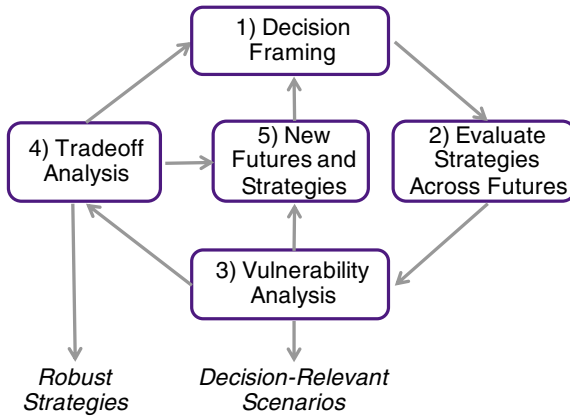 1) Decision
Framing
4) Tradeoff
Analysis
5) New
Futures and
Strategies
2) Evaluate
Strategies
Across Futures
3) Vulnerability
Analysis
Robust
Strategies
Decision-Relevant
Scenarios